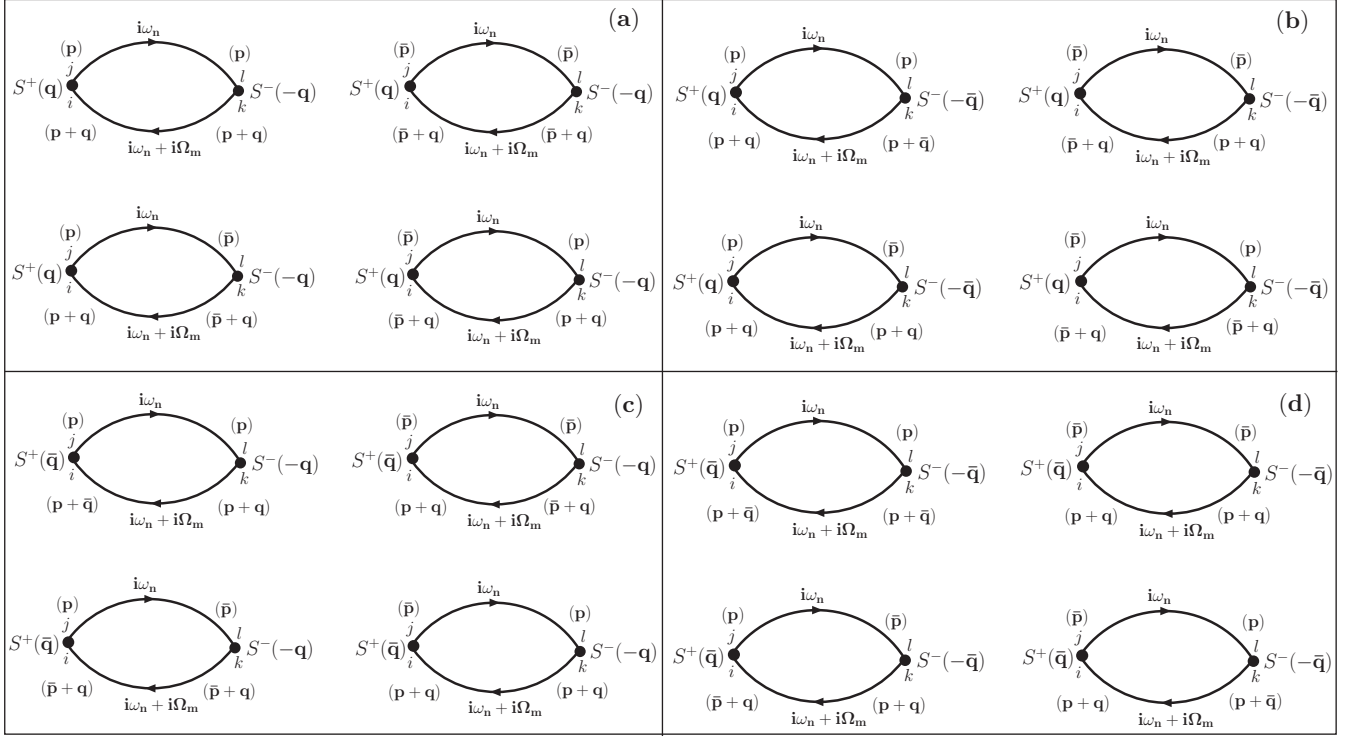 (a)
iωₙ iωₙ
(p) (p) (p̄) (p̄)
j l j l
S⁺(q) S⁻(−q) S⁺(q) S⁻(−q)
i k i k
(p + q) (p + q) (p̄ + q) (p̄ + q)
iωₙ + iΩₘ iωₙ + iΩₘ
iωₙ iωₙ
(p) (p̄) (p̄) (p)
j l j l
S⁺(q) S⁻(−q) S⁺(q) S⁻(−q)
i k i k
(p + q) (p̄ + q) (p̄ + q) (p + q)
iωₙ + iΩₘ iωₙ + iΩₘ
(b)
iωₙ iωₙ
(p) (p) (p̄) (p̄)
j l j l
S⁺(q) S⁻(−q̄) S⁺(q) S⁻(−q̄)
i k i k
(p + q) (p + q̄) (p̄ + q) (p + q)
iωₙ + iΩₘ iωₙ + iΩₘ
iωₙ iωₙ
(p) (p̄) (p̄) (p)
j l j l
S⁺(q) S⁻(−q̄) S⁺(q) S⁻(−q̄)
i k i k
(p + q) (p + q) (p̄ + q) (p̄ + q)
iωₙ + iΩₘ iωₙ + iΩₘ
(c)
iωₙ iωₙ
(p) (p) (p̄) (p̄)
j l j l
S⁺(q̄) S⁻(−q) S⁺(q̄) S⁻(−q)
i k i k
(p + q̄) (p + q) (p + q) (p̄ + q)
iωₙ + iΩₘ iωₙ + iΩₘ
iωₙ iωₙ
(p) (p̄) (p̄) (p)
j l j l
S⁺(q̄) S⁻(−q) S⁺(q̄) S⁻(−q)
i k i k
(p̄ + q) (p̄ + q) (p + q) (p + q)
iωₙ + iΩₘ iωₙ + iΩₘ
(d)
iωₙ iωₙ
(p) (p) (p̄) (p̄)
j l j l
S⁺(q̄) S⁻(−q̄) S⁺(q̄) S⁻(−q̄)
i k i k
(p + q̄) (p + q̄) (p + q) (p + q)
iωₙ + iΩₘ iωₙ + iΩₘ
iωₙ iωₙ
(p) (p̄) (p̄) (p)
j l j l
S⁺(q̄) S⁻(−q̄) S⁺(q̄) S⁻(−q̄)
i k i k
(p̄ + q) (p + q) (p̄ + q) (p + q̄)
iωₙ + iΩₘ iωₙ + iΩₘ